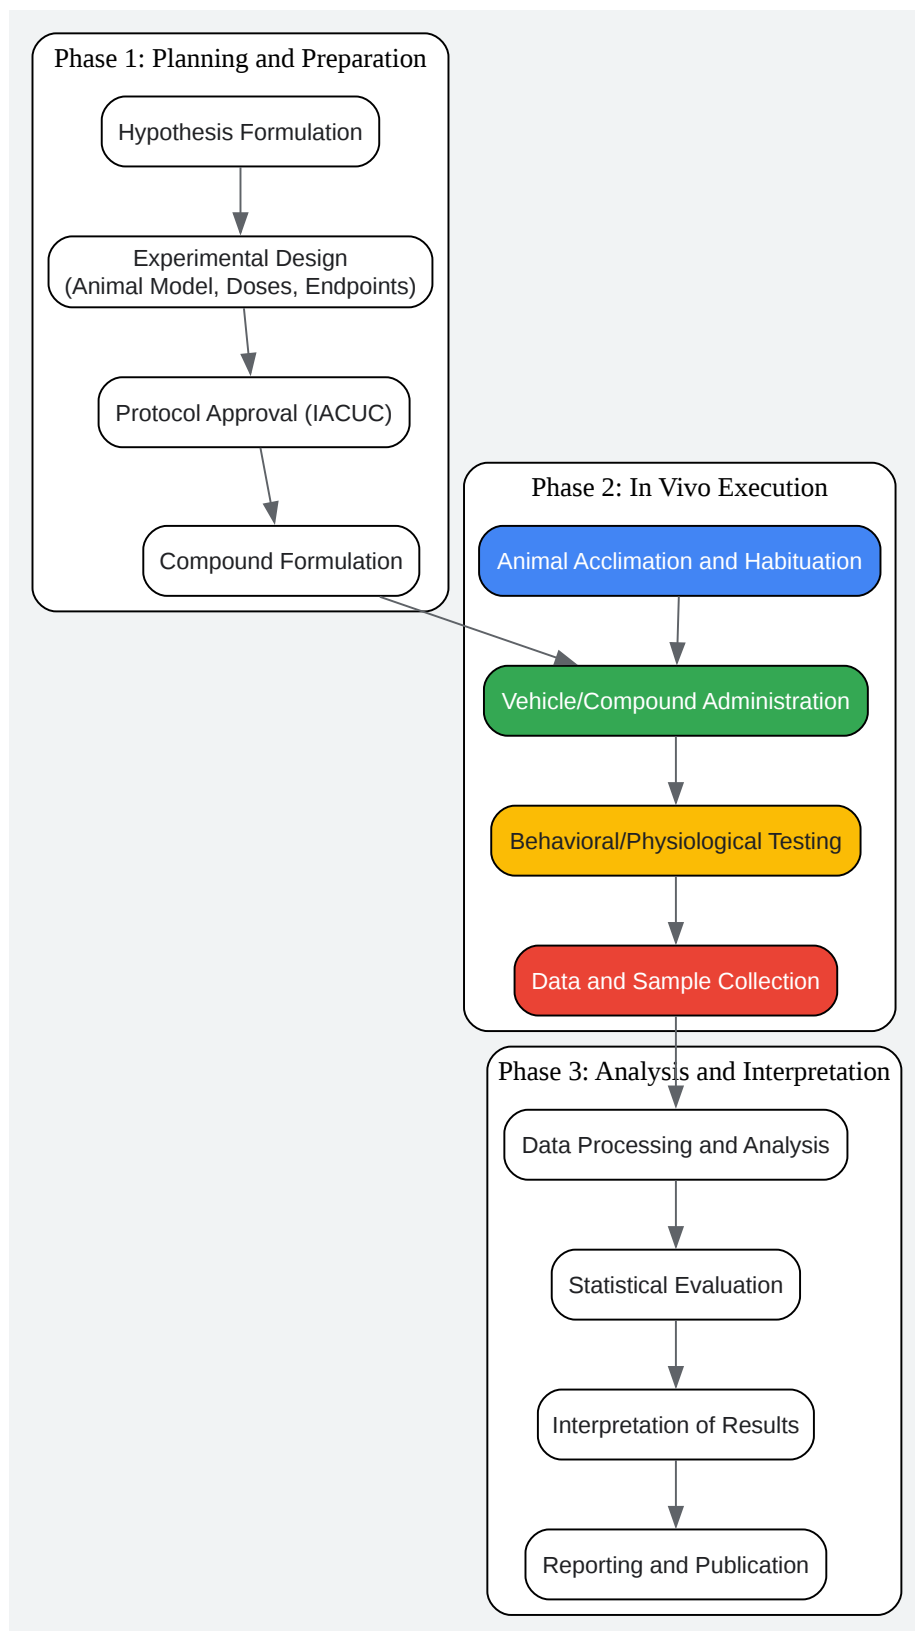 Phase 1: Planning and Preparation
Hypothesis Formulation
Experimental Design
(Animal Model, Doses, Endpoints)
Protocol Approval (IACUC)
Compound Formulation
Phase 2: In Vivo Execution
Animal Acclimation and Habituation
Vehicle/Compound Administration
Behavioral/Physiological Testing
Data and Sample Collection
Phase 3: Analysis and Interpretation
Data Processing and Analysis
Statistical Evaluation
Interpretation of Results
Reporting and Publication